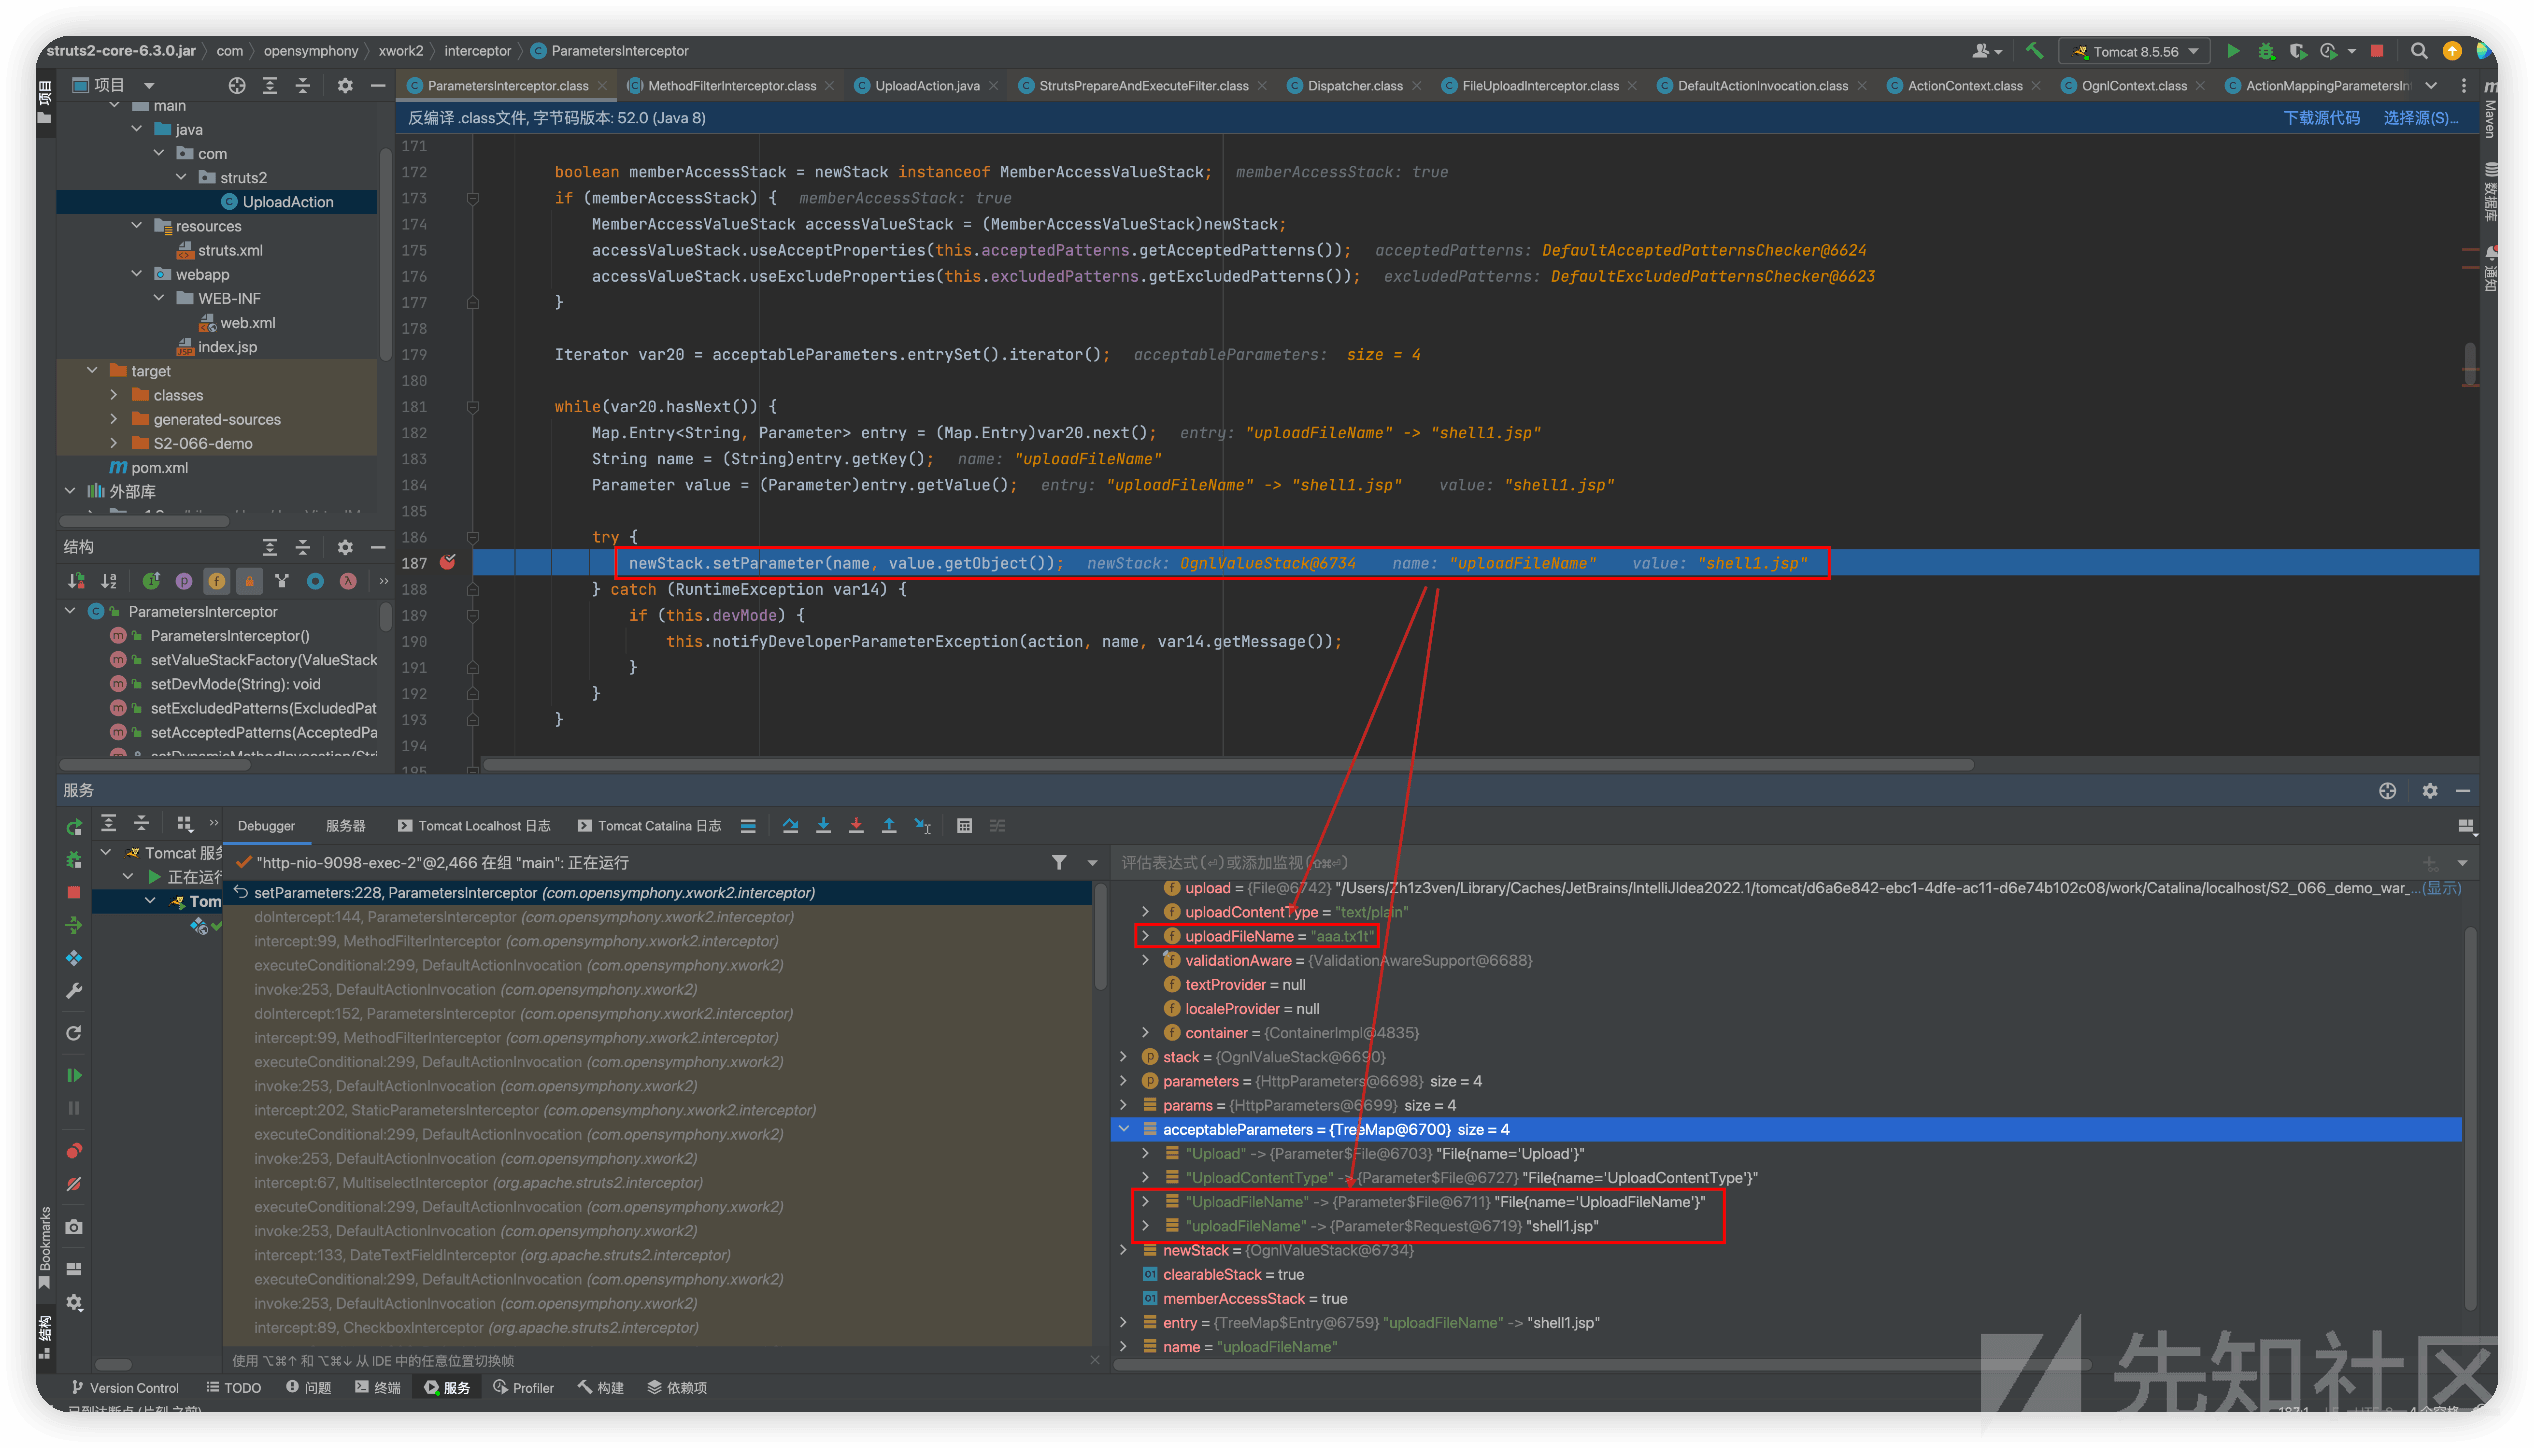 struts2-core-6.3.0.jar 〉 com 〉 opensymphony 〉 xwork2 〉 interceptor 〉 ParametersInterceptor
Tomcat 8.5.56
项目
ParametersInterceptor.class MethodFilterInterceptor.class UploadAction.java StrutsPrepareAndExecuteFilter.class Dispatcher.class FileUploadInterceptor.class DefaultActionInvocation.class ActionContext.class OgnlContext.class ActionMappingParametersIn
反编译 .class文件, 字节码版本: 52.0 (Java 8) 下载源代码 选择源(S)...
项目
Maven
数据库
通知
main
java
com
struts2
UploadAction
resources
struts.xml
webapp
WEB-INF
web.xml
index.jsp
target
classes
generated-sources
S2-066-demo
pom.xml
外部库
171
172 boolean memberAccessStack = newStack instanceof MemberAccessValueStack; memberAccessStack: true
173 if (memberAccessStack) { memberAccessStack: true
174 MemberAccessValueStack accessValueStack = (MemberAccessValueStack)newStack;
175 accessValueStack.useAcceptProperties(this.acceptedPatterns.getAcceptedPatterns()); acceptedPatterns: DefaultAcceptedPatternsChecker@6624
176 accessValueStack.useExcludeProperties(this.excludedPatterns.getExcludedPatterns()); excludedPatterns: DefaultExcludedPatternsChecker@6623
177 }
178
179 Iterator var20 = acceptableParameters.entrySet().iterator(); acceptableParameters: size = 4
180
181 while(var20.hasNext()) {
182 Map.Entry<String, Parameter> entry = (Map.Entry)var20.next(); entry: "uploadFileName" -> "shell1.jsp"
183 String name = (String)entry.getKey(); name: "uploadFileName"
184 Parameter value = (Parameter)entry.getValue(); entry: "uploadFileName" -> "shell1.jsp" value: "shell1.jsp"
185
186 try {
187 newStack.setParameter(name, value.getObject()); newStack: OgnlValueStack@6734 name: "uploadFileName" value: "shell1.jsp"
188 } catch (RuntimeException var14) {
189 if (this.devMode) {
190 this.notifyDeveloperParameterException(action, name, var14.getMessage());
191 }
192 }
193 }
194
195
结构
ParametersInterceptor
ParametersInterceptor()
setValueStackFactory(ValueStack
setDevMode(String): void
setExcludedPatterns(ExcludedPat
setAcceptedPatterns(AcceptedPa
setDynamicMethodInvocation(Stri
服务
Debugger 服务器 Tomcat Localhost 日志 Tomcat Catalina 日志
Tomcat 服务
正在运行
Tom
"http-nio-9098-exec-2"@2,466 在组 "main": 正在运行
setParameters:228, ParametersInterceptor (com.opensymphony.xwork2.interceptor)
doIntercept:144, ParametersInterceptor (com.opensymphony.xwork2.interceptor)
intercept:99, MethodFilterInterceptor (com.opensymphony.xwork2.interceptor)
executeConditional:299, DefaultActionInvocation (com.opensymphony.xwork2)
invoke:253, DefaultActionInvocation (com.opensymphony.xwork2)
doIntercept:152, ParametersInterceptor (com.opensymphony.xwork2.interceptor)
intercept:99, MethodFilterInterceptor (com.opensymphony.xwork2.interceptor)
executeConditional:299, DefaultActionInvocation (com.opensymphony.xwork2)
invoke:253, DefaultActionInvocation (com.opensymphony.xwork2)
intercept:202, StaticParametersInterceptor (com.opensymphony.xwork2.interceptor)
executeConditional:299, DefaultActionInvocation (com.opensymphony.xwork2)
invoke:253, DefaultActionInvocation (com.opensymphony.xwork2)
intercept:67, MultiselectInterceptor (org.apache.struts2.interceptor)
executeConditional:299, DefaultActionInvocation (com.opensymphony.xwork2)
invoke:253, DefaultActionInvocation (com.opensymphony.xwork2)
intercept:133, DateTextFieldInterceptor (org.apache.struts2.interceptor)
executeConditional:299, DefaultActionInvocation (com.opensymphony.xwork2)
invoke:253, DefaultActionInvocation (com.opensymphony.xwork2)
intercept:89, CheckboxInterceptor (org.apache.struts2.interceptor)
使用 ⌥⌘↑ 和 ⌥⌘↓ 从 IDE 中的任意位置切换帧
评估表达式(⏎)或添加监视(⇧⌘⏎)
upload = {File@6742} "/Users/Zh1z3ven/Library/Caches/JetBrains/IntelliJIdea2022.1/tomcat/d6a6e842-ebc1-4dfe-ac11-d6e74b102c08/work/Catalina/localhost/S2_066_demo_war_...(显示)
uploadContentType = "text/plain"
uploadFileName = "aaa.tx1t"
validationAware = {ValidationAwareSupport@6688}
textProvider = null
localeProvider = null
container = {ContainerImpl@4835}
stack = {OgnlValueStack@6690}
parameters = {HttpParameters@6698} size = 4
params = {HttpParameters@6699} size = 4
acceptableParameters = {TreeMap@6700} size = 4
"Upload" -> {Parameter$File@6703} "File{name='Upload'}"
"UploadContentType" -> {Parameter$File@6727} "File{name='UploadContentType'}"
"UploadFileName" -> {Parameter$File@6711} "File{name='UploadFileName'}"
"uploadFileName" -> {Parameter$Request@6719} "shell1.jsp"
newStack = {OgnlValueStack@6734}
clearableStack = true
memberAccessStack = true
entry = {TreeMap$Entry@6759} "uploadFileName" -> "shell1.jsp"
name = "uploadFileName"
Bookmarks
结构
Version Control TODO 问题 终端 服务 Profiler 构建 依赖项
已到达断点 (片刻 之前)
187:1
先知社区